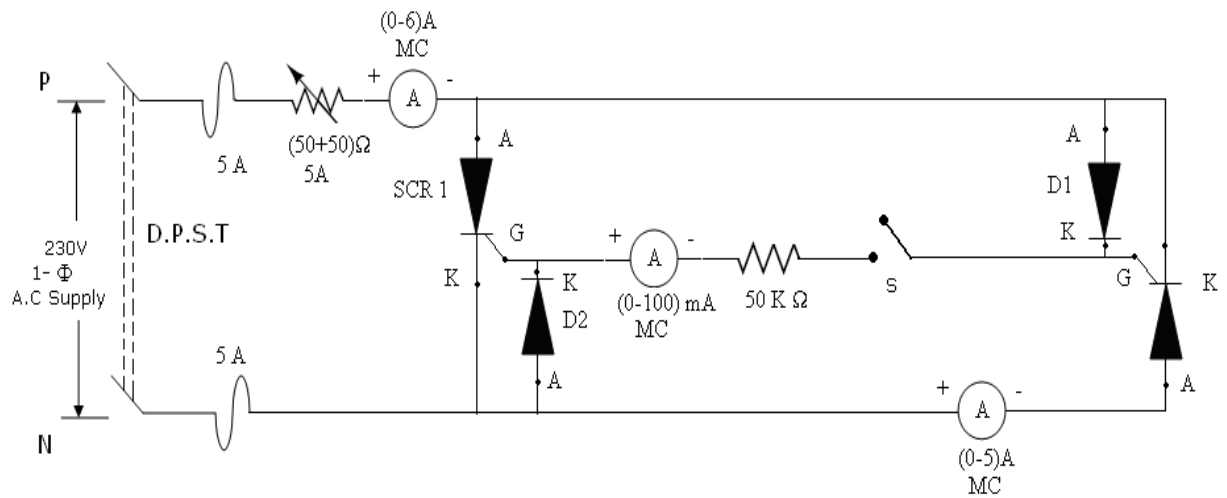 (0-6)A
MC
P
+
-
A
5 A
(50+50)Ω
5A
A
SCR 1
G
K
A
D1
K
G
K
D.P.S.T
230V
1- Φ
A.C Supply
+
-
A
(0-100) mA
MC
50 K Ω
S
K
D2
A
5 A
A
+
-
A
(0-5)A
MC
N